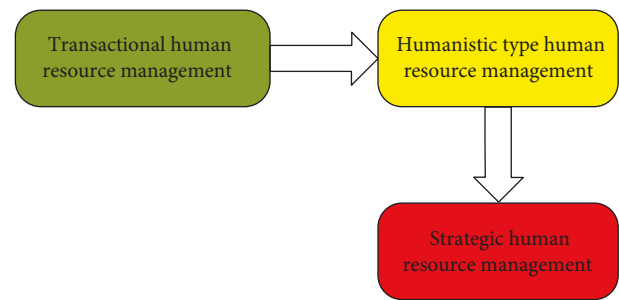 Transactional human
resource management
Humanistic type human
resource management
Strategic human
resource management